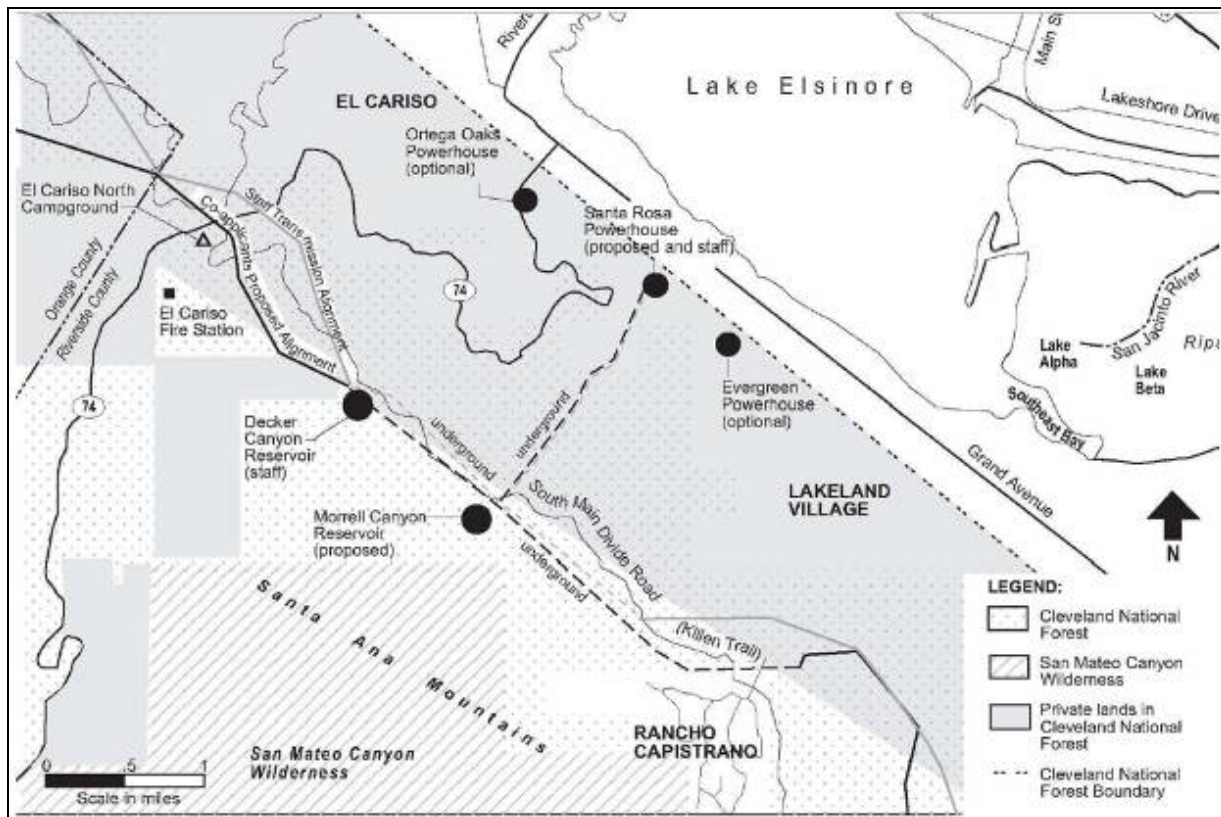 Rivers
Main St
Lake Elsinore
Lakeshore Drive
EL CARISO
Ortega Oaks
Powerhouse
(optional)
El Cariso North
Campground
Santa Rosa
Powerhouse
(proposed and staff)
Staff Transmission Alignment
Co-applicants Proposed Alignment
Orange County
Riverside County
El Cariso
Fire Station
74
74
San Jacinto River
Lake
Alpha
Lake
Beta
Southeast Bay
Evergreen
Powerhouse
(optional)
underground
underground
underground
Decker
Canyon
Reservoir
(staff)
Morrell Canyon
Reservoir
(proposed)
South Main Divide Road
LAKELAND
VILLAGE
Grand Avenue
N
(Killen Trail)
Santa Ana Mountains
RANCHO
CAPISTRANO
San Mateo Canyon
Wilderness
0 .5 1
Scale in miles
LEGEND:
Cleveland National
Forest
San Mateo Canyon
Wilderness
Private lands in
Cleveland National
Forest
Cleveland National
Forest Boundary